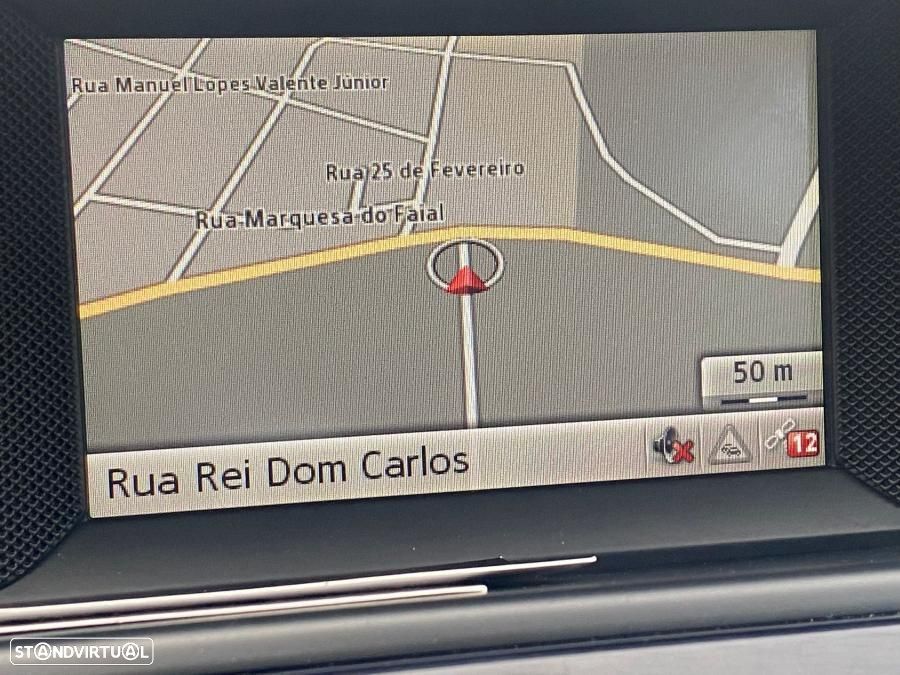 Rua Manuel Lopes Valente Júnior
Rua 25 de Fevereiro
Rua Marquesa do Faial
50 m
Rua Rei Dom Carlos
12
STANDVIRTUAL